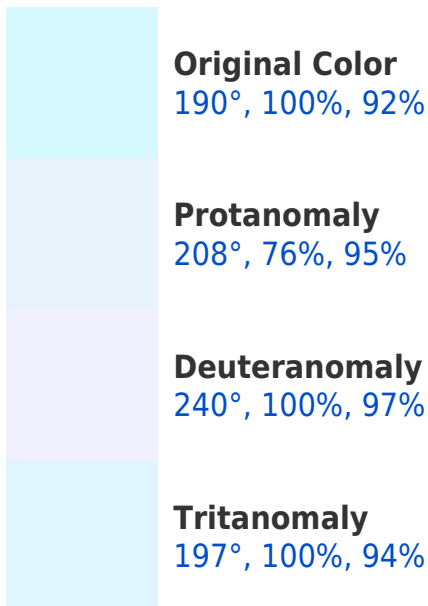 Original Color
190°, 100%, 92%
Protanomaly
208°, 76%, 95%
Deuteranomaly
240°, 100%, 97%
Tritanomaly
197°, 100%, 94%